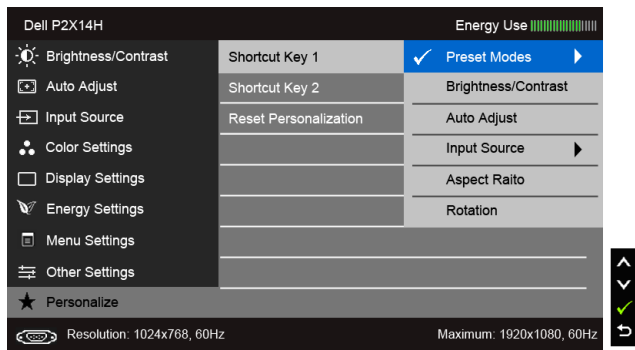 Dell P2X14H
Energy Use
Brightness/Contrast
Auto Adjust
Input Source
Color Settings
Display Settings
Energy Settings
Menu Settings
Other Settings
Personalize
Shortcut Key 1
Shortcut Key 2
Reset Personalization
Preset Modes
Brightness/Contrast
Auto Adjust
Input Source
Aspect Raito
Rotation
Resolution: 1024x768, 60Hz
Maximum: 1920x1080, 60Hz